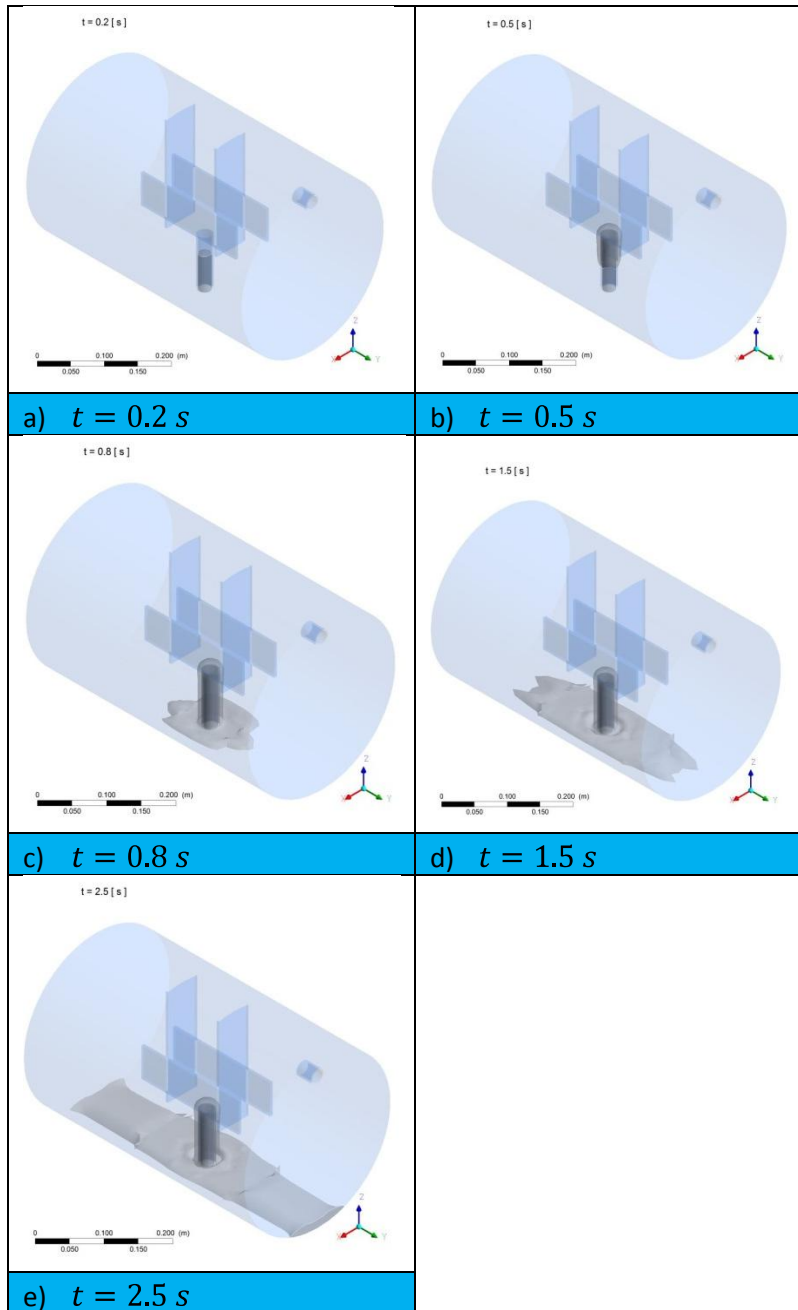 t = 0.2 [ s ]
Z
X Y
0 0.100 0.200 (m)
0.050 0.150
a) t = 0.2 s
t = 0.5 [ s ]
Z
X Y
0 0.100 0.200 (m)
0.050 0.150
b) t = 0.5 s
t = 0.8 [ s ]
Z
X Y
0 0.100 0.200 (m)
0.050 0.150
c) t = 0.8 s
t = 1.5 [ s ]
Z
X Y
0 0.100 0.200 (m)
0.050 0.150
d) t = 1.5 s
t = 2.5 [ s ]
Z
X Y
0 0.100 0.200 (m)
0.050 0.150
e) t = 2.5 s